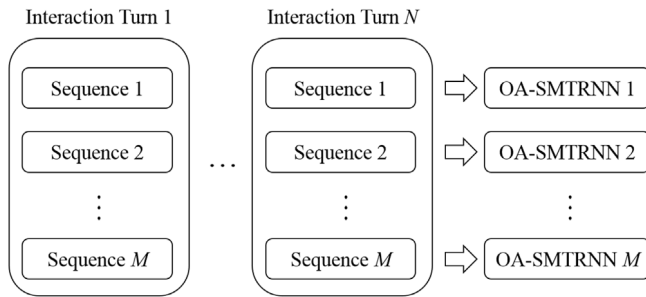 Interaction Turn 1 Interaction Turn N
Sequence 1 Sequence 1 OA-SMTRNN 1
Sequence 2 ... Sequence 2 OA-SMTRNN 2
⋮ ⋮ ⋮
Sequence M Sequence M OA-SMTRNN M